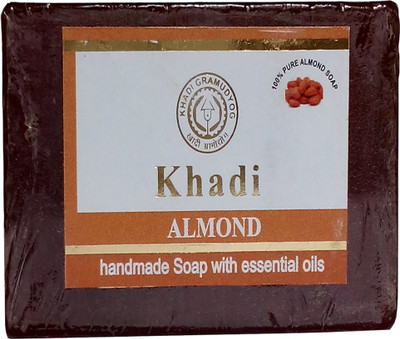 100% PURE ALMOND SOAP
KHADI GRAMUDYOG
खादी ग्रामोद्योग
Khadi
ALMOND
handmade Soap with essential oils